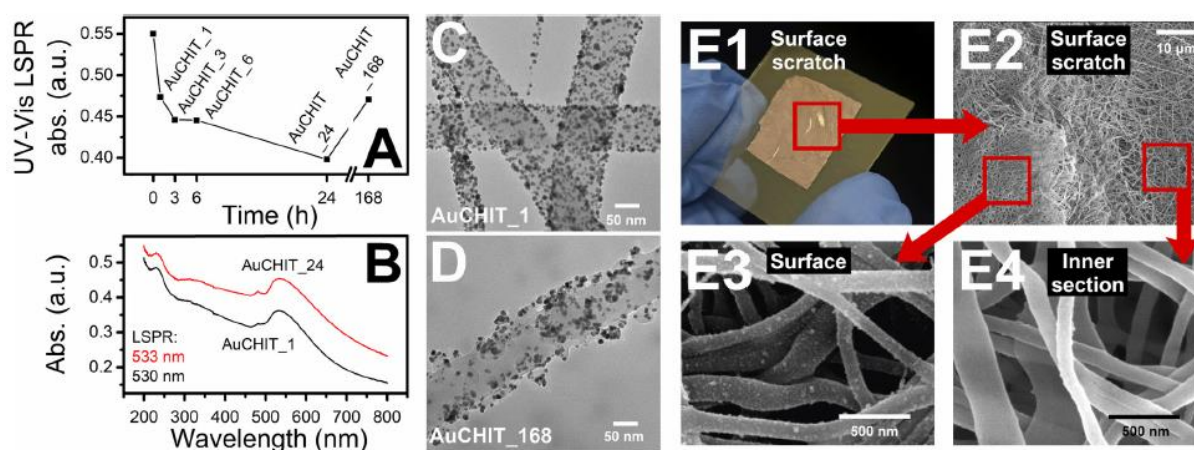 UV-Vis LSPR
abs. (a.u.)
0.55
0.50
0.45
0.40
AuCHIT_1
AuCHIT_3
AuCHIT_6
AuCHIT
_24
AuCHIT
_168
0 3 6 24 168
Time (h)
A
Abs. (a.u.)
0.5
0.4
0.3
0.2
0.1
B
AuCHIT_24
AuCHIT_1
LSPR:
533 nm
530 nm
200 300 400 500 600 700 800
Wavelength (nm)
C
AuCHIT_1
50 nm
D
AuCHIT_168
50 nm
E1
Surface
scratch
E2
Surface
scratch
10 µm
E3
Surface
500 nm
E4
Inner
section
500 nm